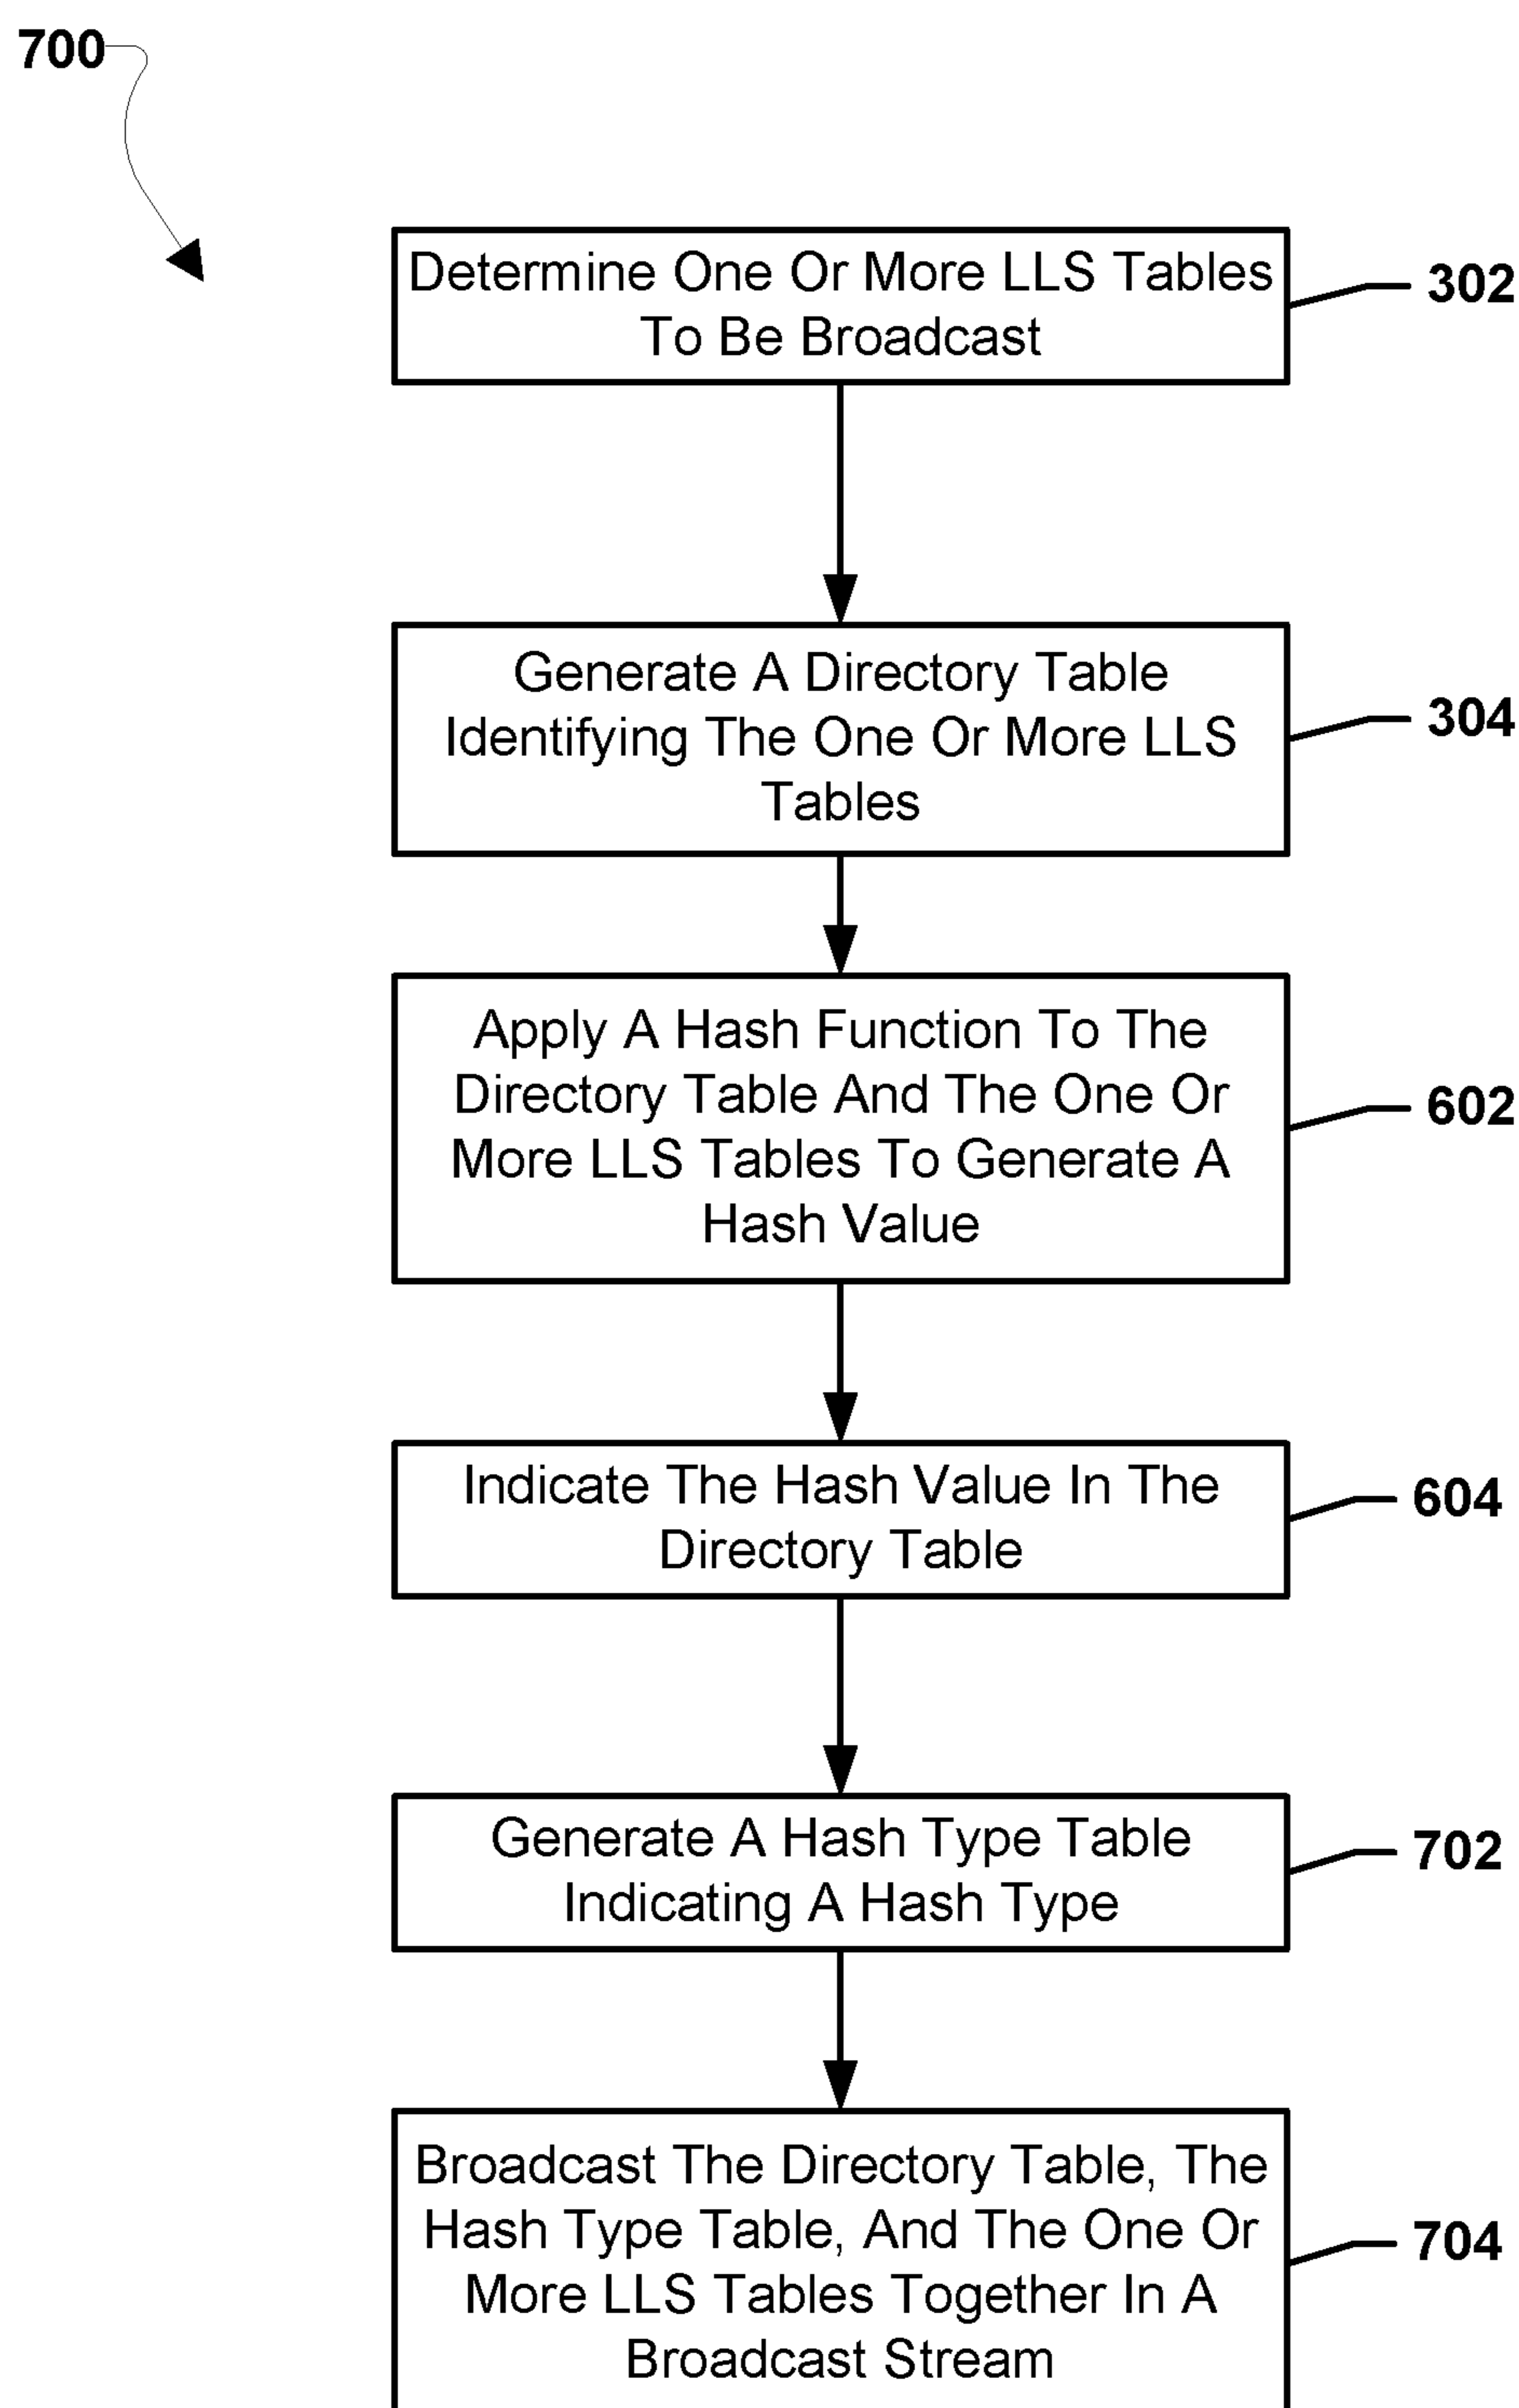 700
Determine One Or More LLS Tables
To Be Broadcast
302
Generate A Directory Table
Identifying The One Or More LLS
Tables
304
Apply A Hash Function To The
Directory Table And The One Or
More LLS Tables To Generate A
Hash Value
602
Indicate The Hash Value In The
Directory Table
604
Generate A Hash Type Table
Indicating A Hash Type
702
Broadcast The Directory Table, The
Hash Type Table, And The One Or
More LLS Tables Together In A
Broadcast Stream
704